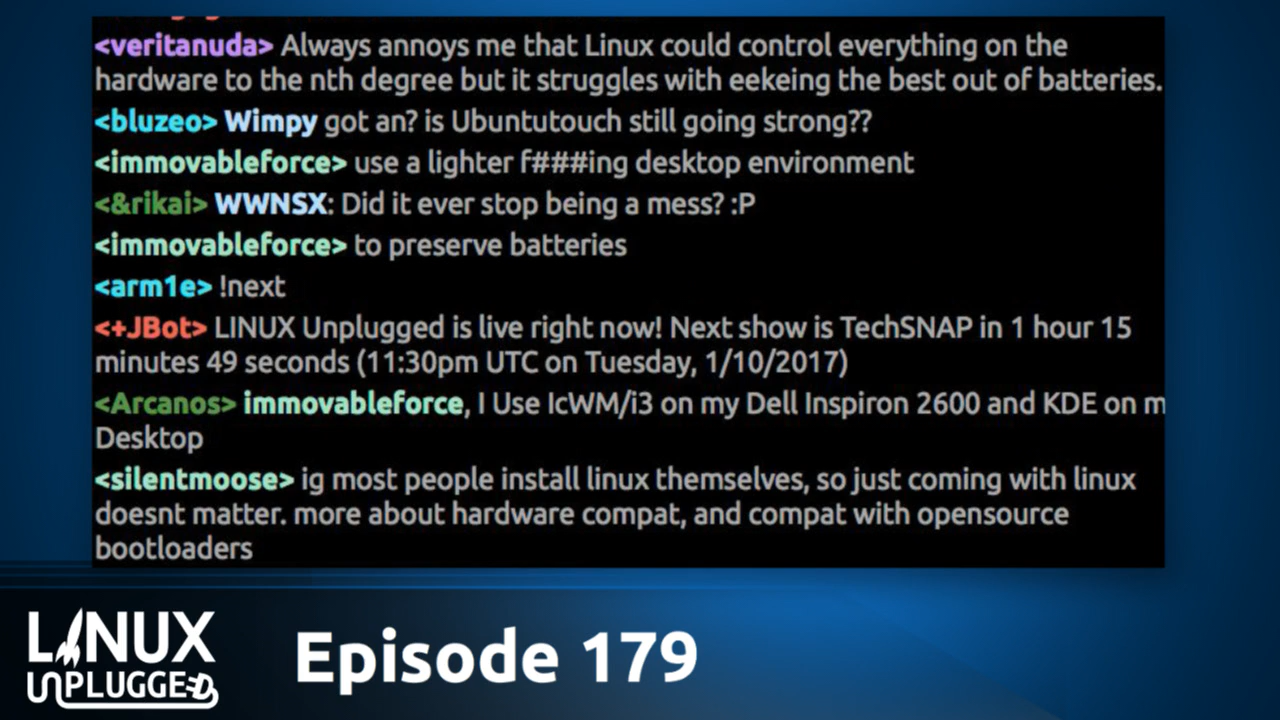 <veritanuda> Always annoys me that Linux could control everything on the
hardware to the nth degree but it struggles with eekeing the best out of batteries.
<bluzeo> Wimpy got an? is Ubuntutouch still going strong??
<immovableforce> use a lighter f###ing desktop environment
<&rikai> WWNSX: Did it ever stop being a mess? :P
<immovableforce> to preserve batteries
<arm1e> !next
<+JBot> LINUX Unplugged is live right now! Next show is TechSNAP in 1 hour 15
minutes 49 seconds (11:30pm UTC on Tuesday, 1/10/2017)
<Arcanos> immovableforce, I Use IcWM/i3 on my Dell Inspiron 2600 and KDE on m
Desktop
<silentmoose> ig most people install linux themselves, so just coming with linux
doesnt matter. more about hardware compat, and compat with opensource
bootloaders
LINUX
UNPLUGGED
Episode 179